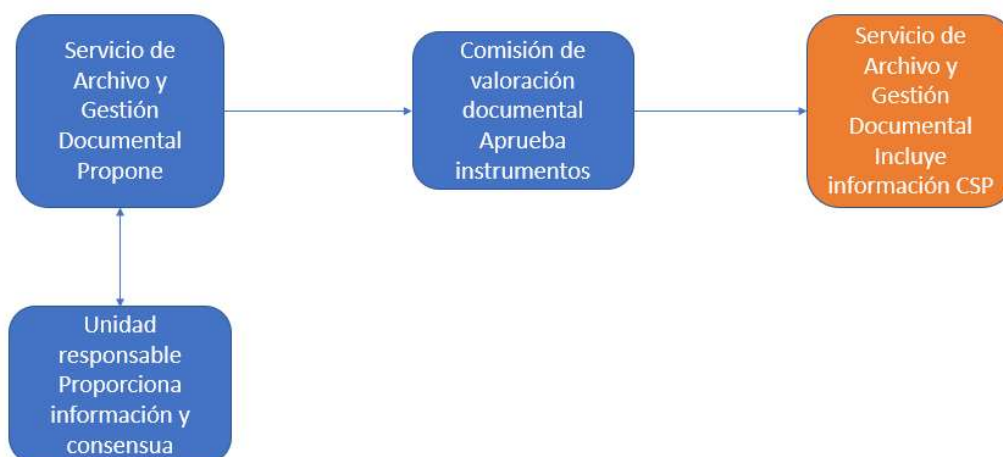 Servicio de
Archivo y
Gestión
Documental
Propone
Comisión de
valoración
documental
Aprueba
instrumentos
Servicio de
Archivo y
Gestión
Documental
Incluye
información CSP
Unidad
responsable
Proporciona
información y
consensua